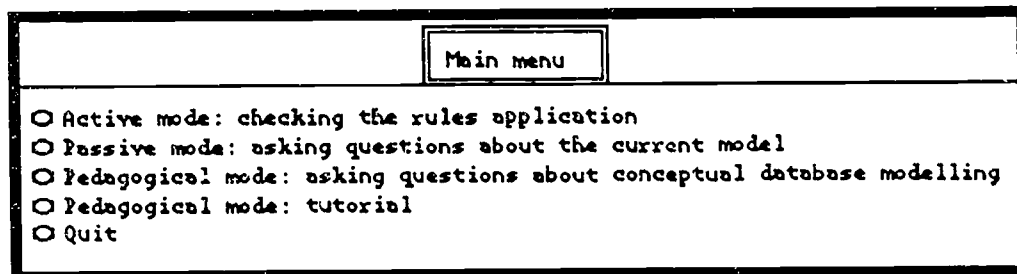 Main menu
Active mode: checking the rules application
Passive mode: asking questions about the current model
Pedagogical mode: asking questions about conceptual database modelling
Pedagogical mode: tutorial
Quit